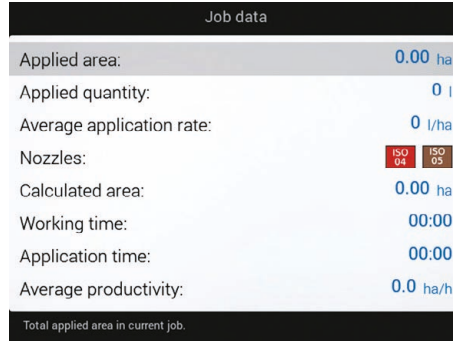 Job data
Applied area: 0.00 ha
Applied quantity: 0 l
Average application rate: 0 l/ha
Nozzles: ISO 04 ISO 05
Calculated area: 0.00 ha
Working time: 00:00
Application time: 00:00
Average productivity: 0.0 ha/h
Total applied area in current job.